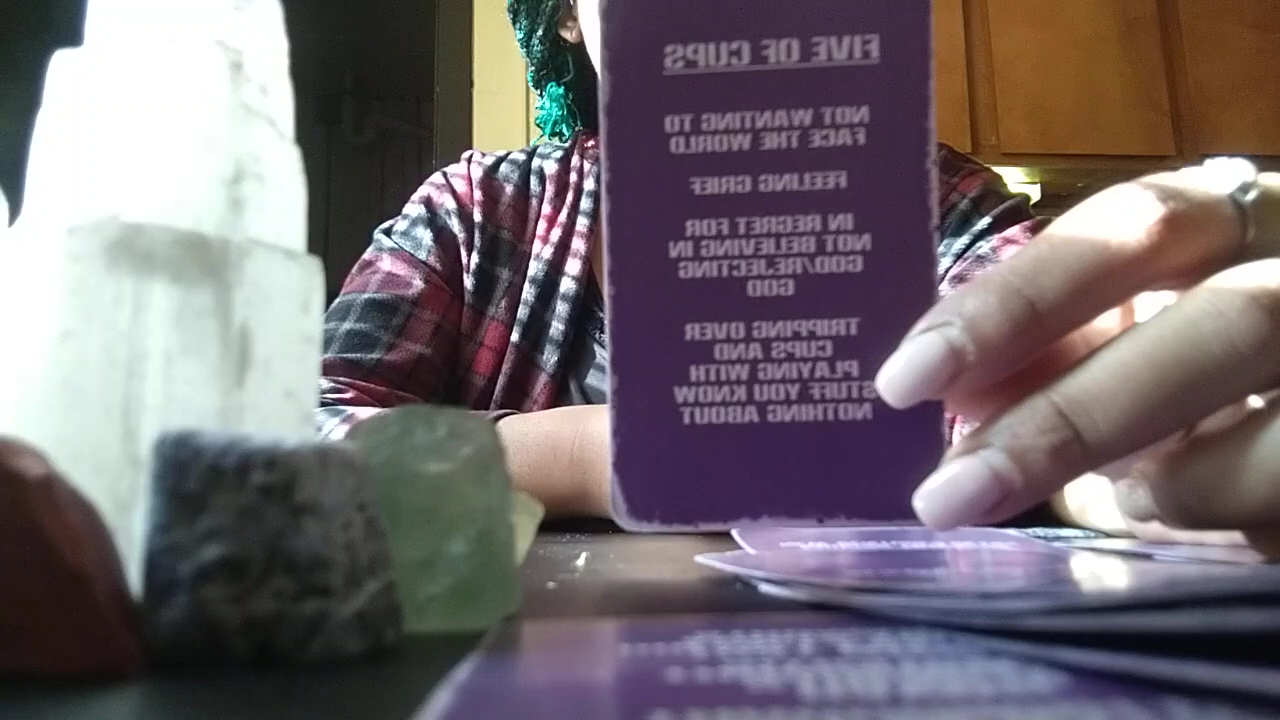 FIVE OF CUPS
NOT WANTING TO
FACE THE WORLD
FEELING GRIEF
IN REGRET FOR
NOT BELIEVING IN
GOD/REJECTING
GOD
TRIPPING OVER
CUPS AND
PLAYING WITH
STUFF YOU KNOW
NOTHING ABOUT